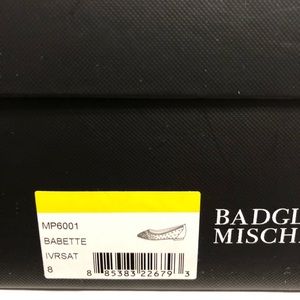 MP6001
BABETTE
IVRSAT
8
8 85383 22679 3
BADGL
MISCH